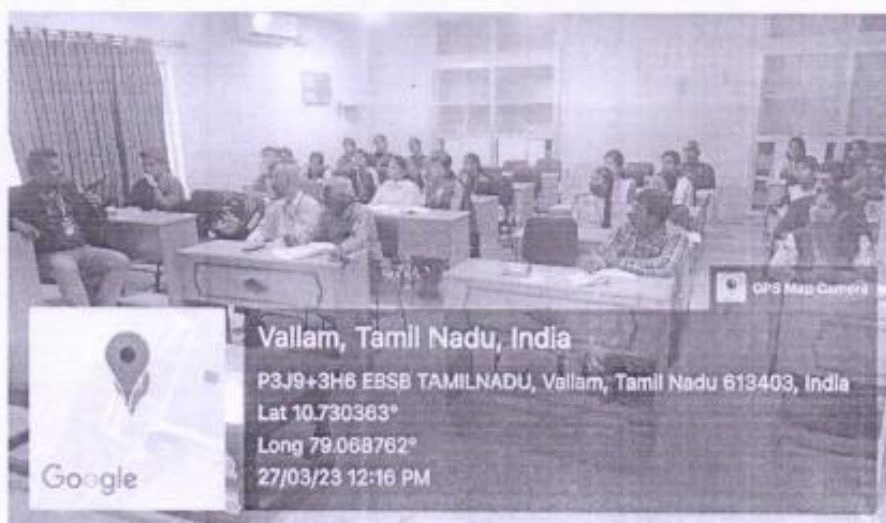 GPS Map Camera
Vallam, Tamil Nadu, India
P3J9+3H6 EBSB TAMILNADU, Vallam, Tamil Nadu 613403, India
Lat 10.730363°
Long 79.068762°
27/03/23 12:16 PM
Google